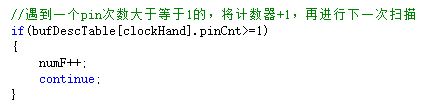 //遇到一个pin次数大于等于1的，将计数器+1，再进行下一次扫描
if(bufDescTable[clockHand].pinCnt>=1)
{
numF++;
continue;
}